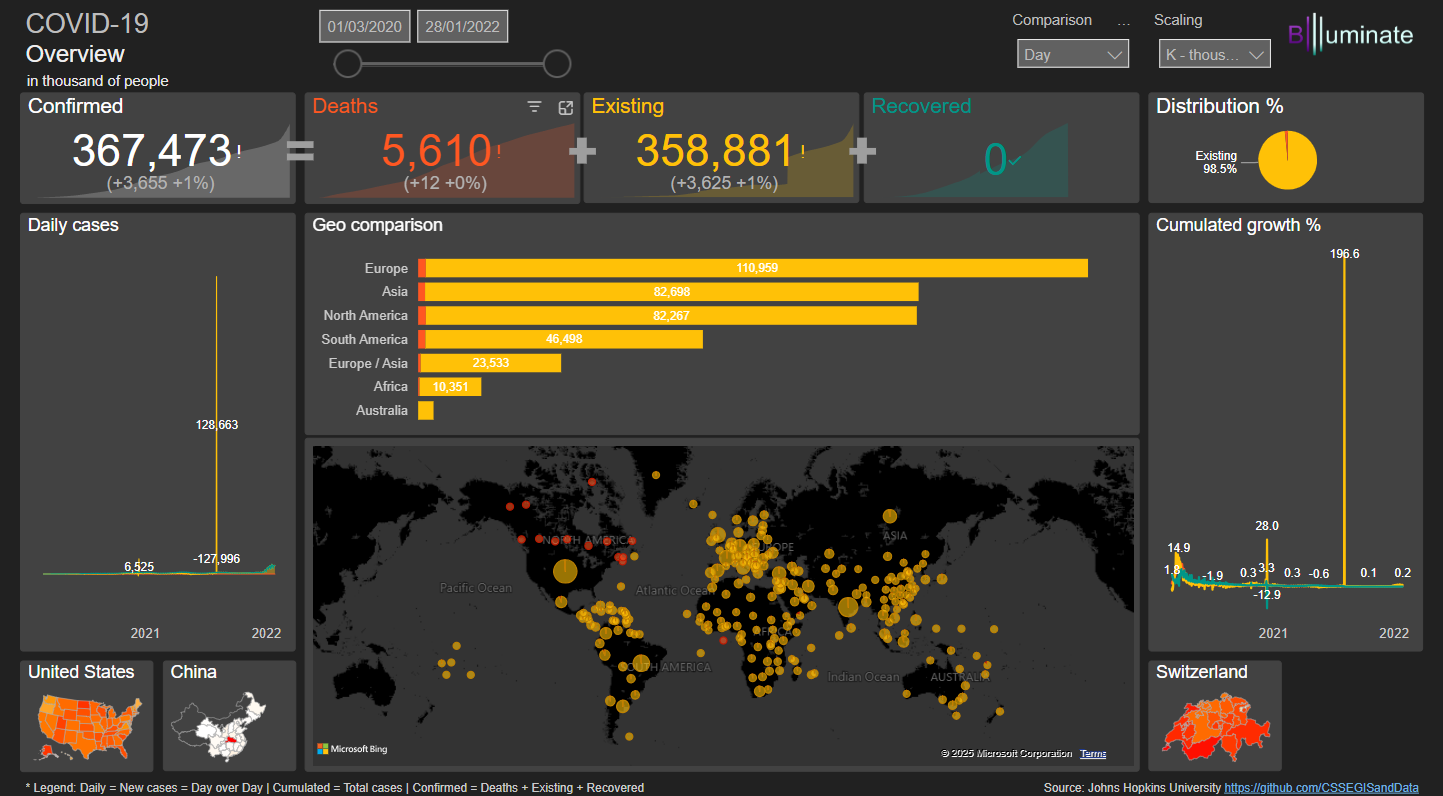 COVID-19
Overview
in thousand of people
01/03/2020
28/01/2022
Comparison
...
Scaling
Day
K - thous...
Billuminate
Confirmed
367,473!
(+3,655 +1%)
=
Deaths
5,610!
(+12 +0%)
+
Existing
358,881!
(+3,625 +1%)
+
Recovered
0
Distribution %
Existing
98.5%
Daily cases
128,663
6,525
-127,996
2021
2022
Geo comparison
Europe 110,959
Asia 82,698
North America 82,267
South America 46,498
Europe / Asia 23,533
Africa 10,351
Australia
NORTH AMERICA
EUROPE
ASIA
Pacific Ocean
Atlantic Ocean
AFRICA
SOUTH AMERICA
Indian Ocean
AUSTRALIA
Microsoft Bing
© 2025 Microsoft Corporation Terms
Cumulated growth %
196.6
28.0
14.9
1.8
-1.9
0.3
3.3
0.3
-0.6
0.1
0.2
-12.9
2021
2022
United States
China
Switzerland
* Legend: Daily = New cases = Day over Day | Cumulated = Total cases | Confirmed = Deaths + Existing + Recovered
Source: Johns Hopkins University https://github.com/CSSEGISandData